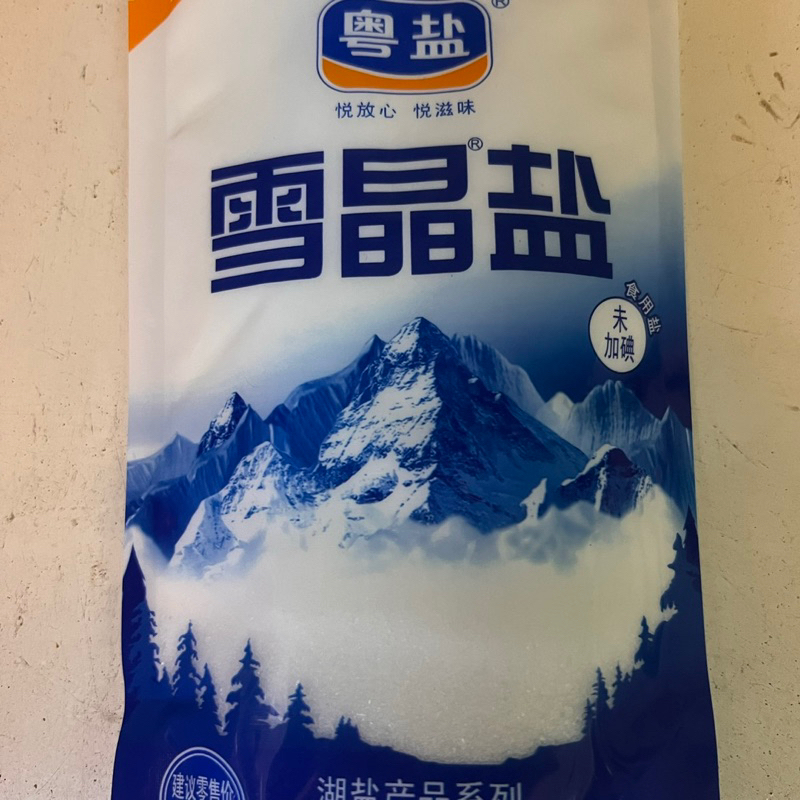 粤盐®
悦放心 悦滋味
雪晶®盐
食用盐
未
加碘
建议零售价
湖盐产品系列